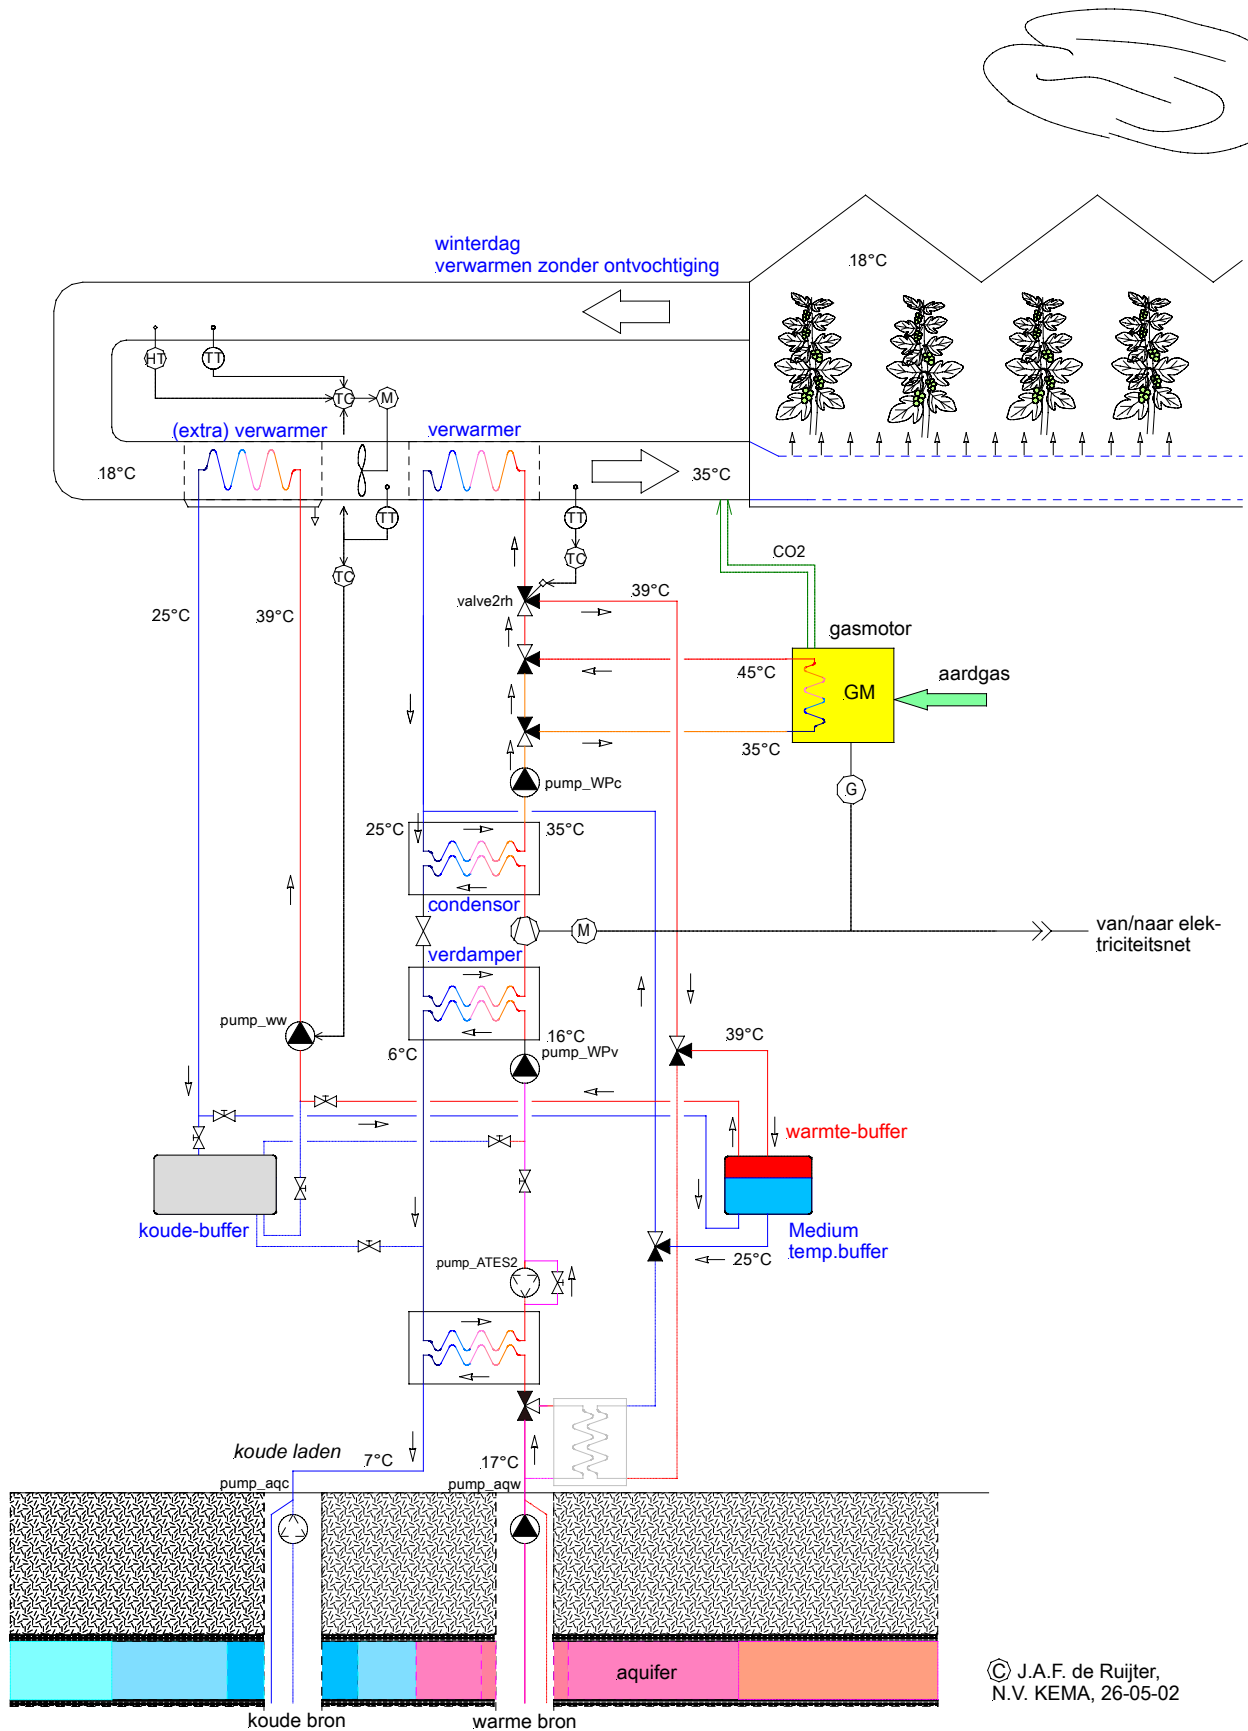 winterdag
verwarmen zonder ontvochtiging
18°C
HT
TT
TC
M
(extra) verwarmer
verwarmer
18°C
35°C
TT
TT
TC
TC
CO2
valve2rh
39°C
25°C
39°C
gasmotor
45°C
GM
aardgas
35°C
pump_WPc
G
25°C
35°C
condensor
M
van/naar elek-
triciteitsnet
verdamper
pump_ww
16°C
6°C
pump_WPv
39°C
warmte-buffer
koude-buffer
Medium
temp.buffer
25°C
pump_ATES2
koude laden
7°C
17°C
pump_aqc
pump_aqw
aquifer
© J.A.F. de Ruijter,
N.V. KEMA, 26-05-02
koude bron
warme bron